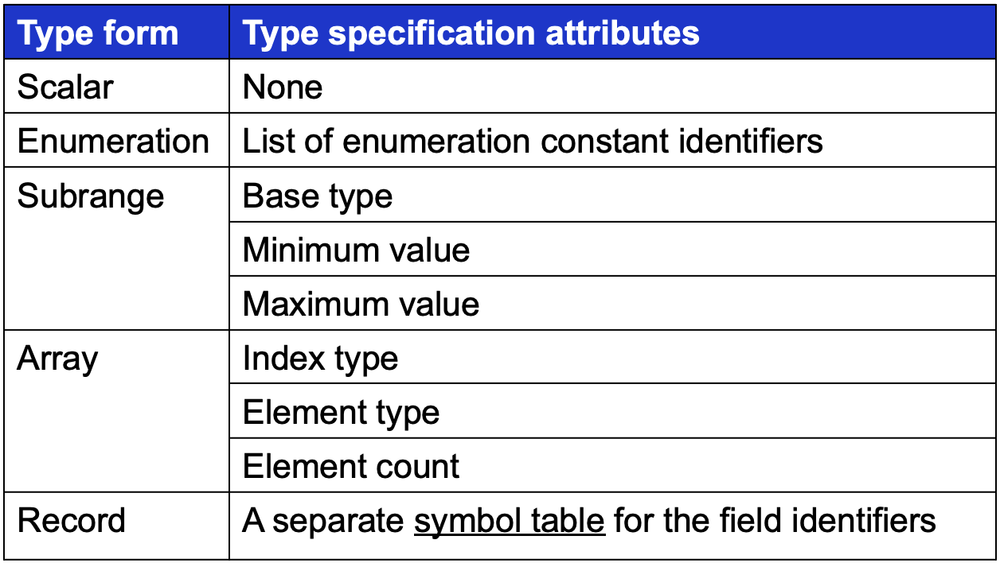 Type form Type specification attributes
Scalar None
Enumeration List of enumeration constant identifiers
Subrange Base type
Minimum value
Maximum value
Array Index type
Element type
Element count
Record A separate symbol table for the field identifiers